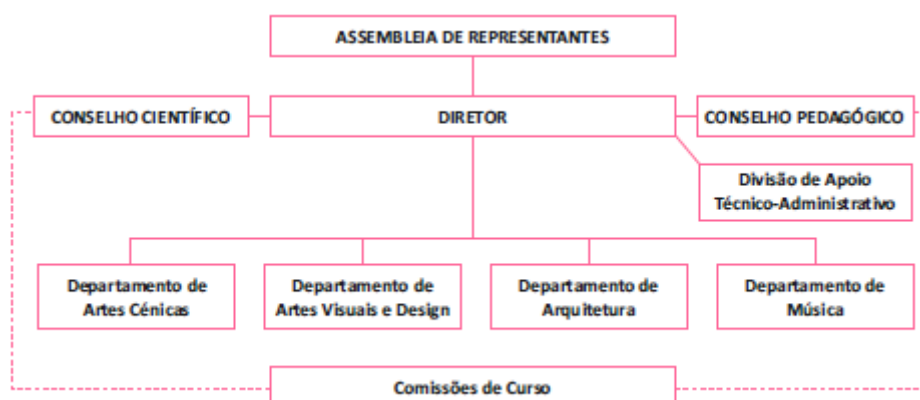 ASSEMBLEIA DE REPRESENTANTES
CONSELHO CIENTÍFICO
DIRETOR
CONSELHO PEDAGÓGICO
Divisão de Apoio
Técnico-Administrativo
Departamento de
Artes Cénicas
Departamento de
Artes Visuais e Design
Departamento de
Arquitetura
Departamento de
Música
Comissões de Curso